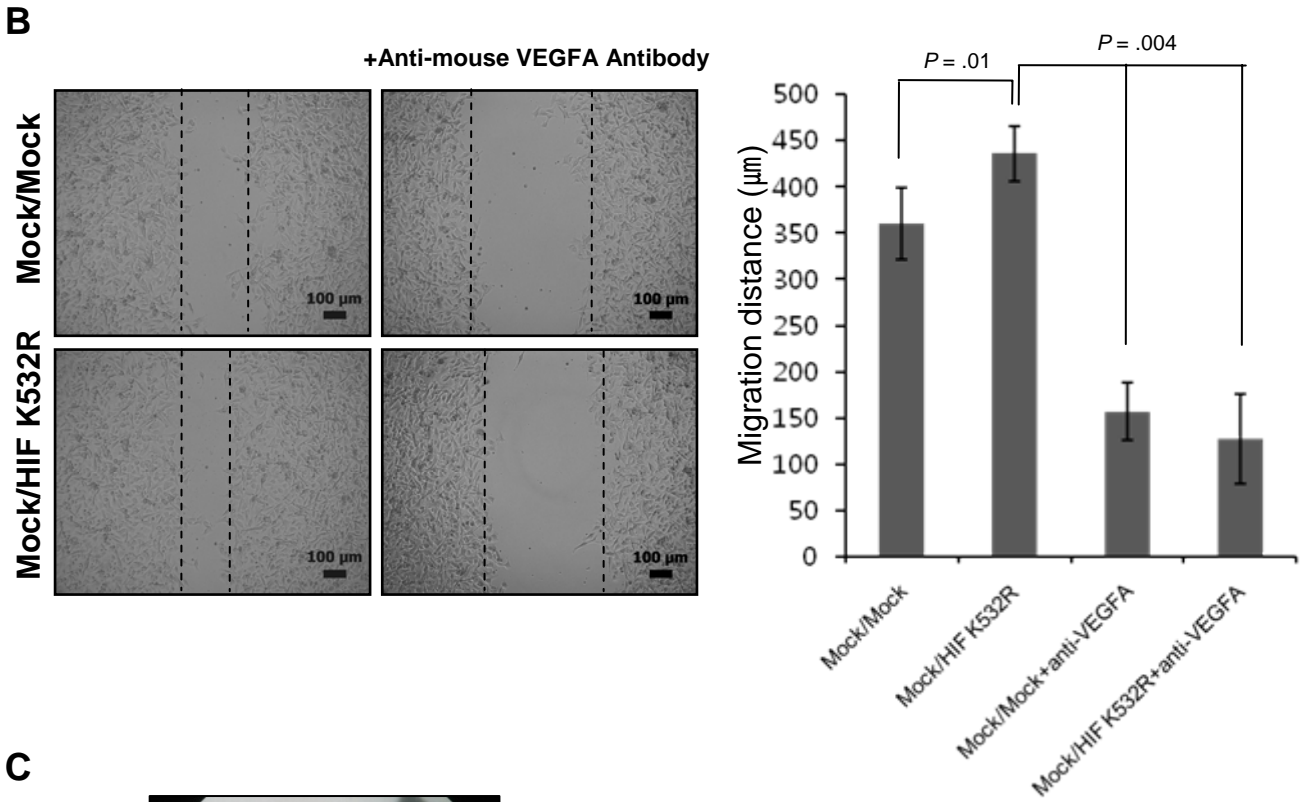 B
+Anti-mouse VEGFA Antibody
Mock/Mock
100 µm
100 µm
Mock/HIF K532R
100 µm
100 µm
P = .01
P = .004
Migration distance (㎛)
500
450
400
350
300
250
200
150
100
50
0
Mock/Mock
Mock/HIF K532R
Mock/Mock+anti-VEGFA
Mock/HIF K532R+anti-VEGFA
C